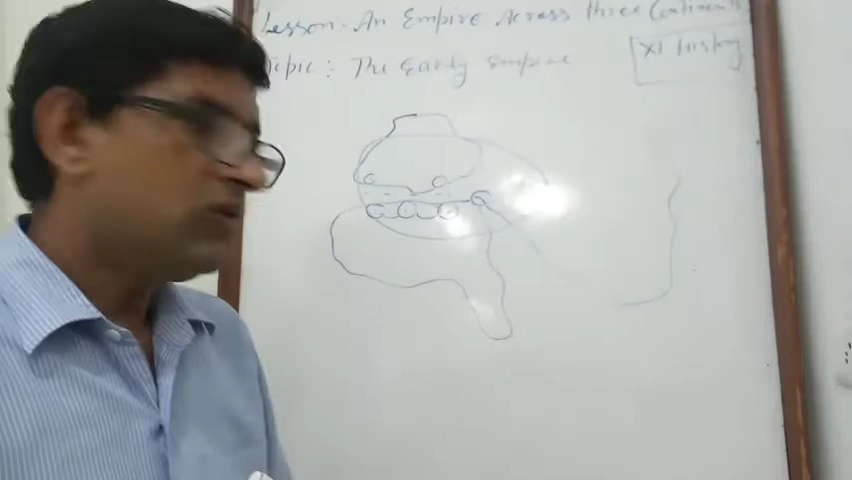 Lesson - An Empire Across three Continents
XI History
Topic : The Early Empire